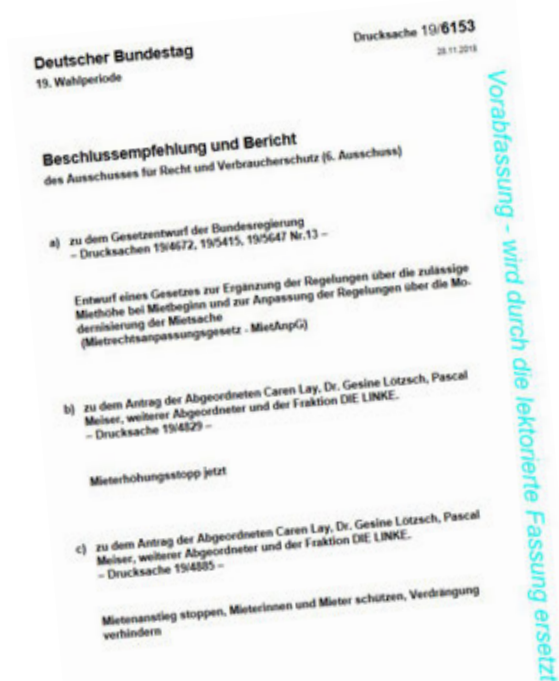 Deutscher Bundestag
19. Wahlperiode
Drucksache 19/6153
28.11.2018
Beschlussempfehlung und Bericht
des Ausschusses für Recht und Verbraucherschutz (6. Ausschuss)
a) zu dem Gesetzentwurf der Bundesregierung
– Drucksachen 19/4672, 19/5415, 19/5647 Nr.13 –
Entwurf eines Gesetzes zur Ergänzung der Regelungen über die zulässige
Miethöhe bei Mietbeginn und zur Anpassung der Regelungen über die Mo-
dernisierung der Mietsache
(Mietrechtsanpassungsgesetz - MietAnpG)
b) zu dem Antrag der Abgeordneten Caren Lay, Dr. Gesine Lötzsch, Pascal
Meiser, weiterer Abgeordneter und der Fraktion DIE LINKE.
– Drucksache 19/4829 –
Mieterhöhungsstopp jetzt
c) zu dem Antrag der Abgeordneten Caren Lay, Dr. Gesine Lötzsch, Pascal
Meiser, weiterer Abgeordneter und der Fraktion DIE LINKE.
– Drucksache 19/4885 –
Mietenanstieg stoppen, Mieterinnen und Mieter schützen, Verdrängung
verhindern
Vorabfassung - wird durch die lektorierte Fassung ersetzt